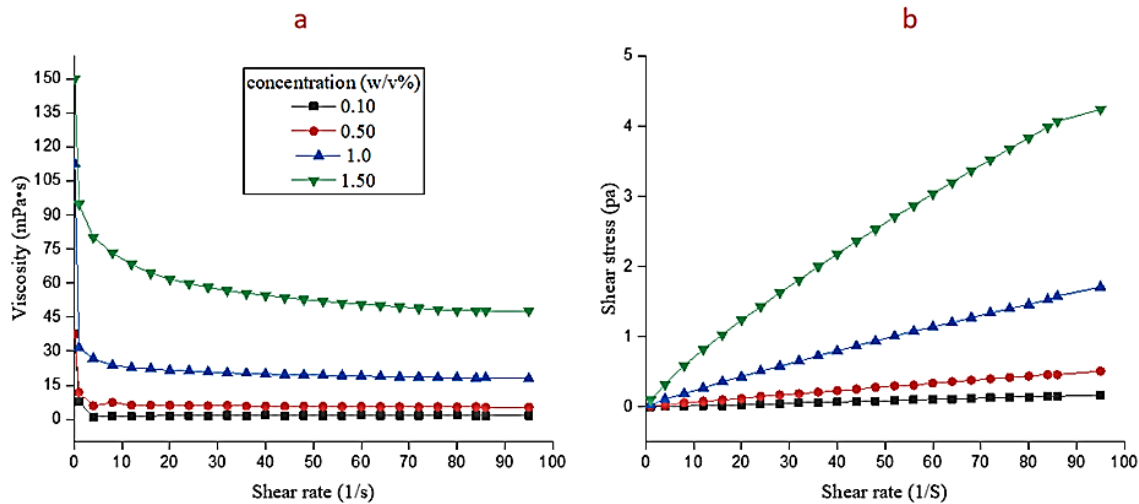 a
150
135
120
105
90
75
60
45
30
15
0
Viscosity (mPa•s)
concentration (w/v%)
0.10
0.50
1.0
1.50
0 10 20 30 40 50 60 70 80 90 100
Shear rate (1/s)
b
5
4
3
2
1
0
Shear stress (pa)
0 10 20 30 40 50 60 70 80 90 100
Shear rate (1/S)